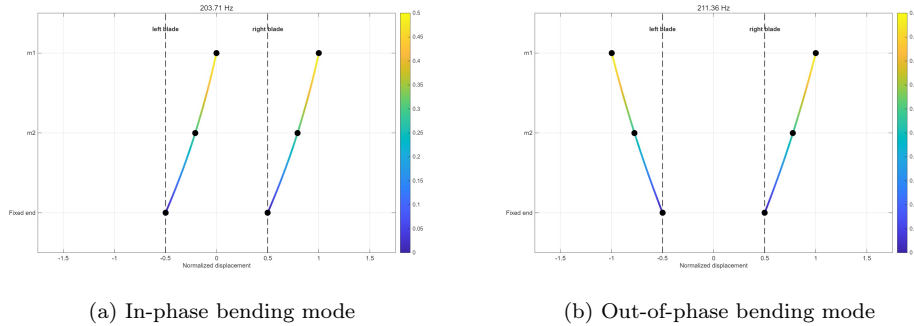 203.71 Hz
left blade
right blade
m1
m2
Fixed end
-1.5
-1
-0.5
0
0.5
1
1.5
Normalized displacement
0.5
0.45
0.4
0.35
0.3
0.25
0.2
0.15
0.1
0.05
0
(a) In-phase bending mode
211.36 Hz
left blade
right blade
m1
m2
Fixed end
-1.5
-1
-0.5
0
0.5
1
1.5
Normalized displacement
(b) Out-of-phase bending mode